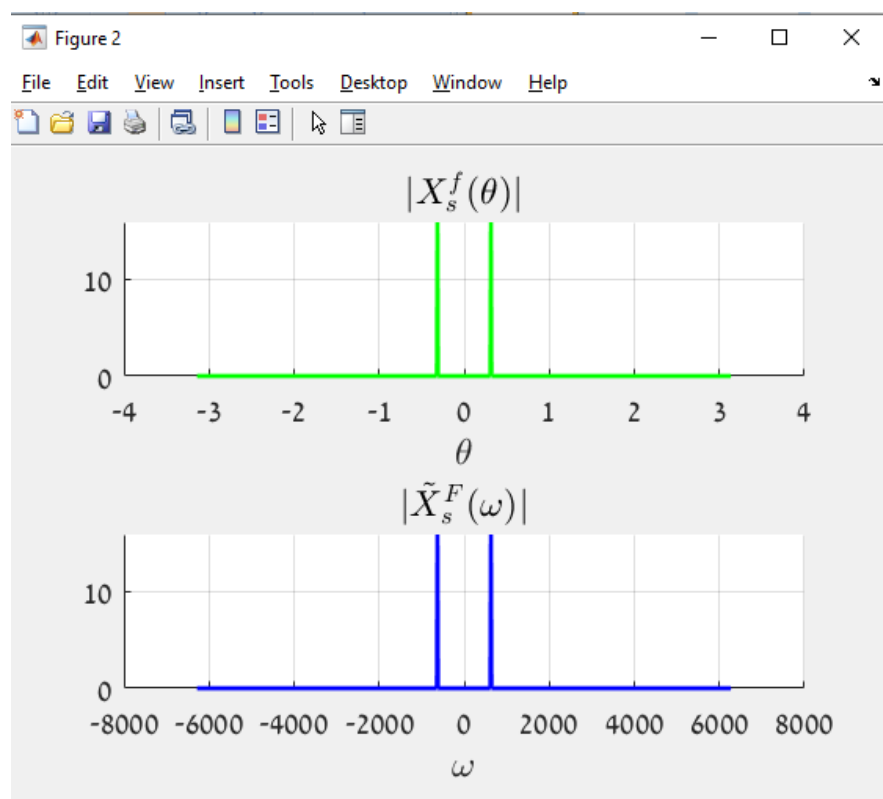 Figure 2
File Edit View Insert Tools Desktop Window Help
|X_s^f(θ)|
10
0
-4 -3 -2 -1 0 1 2 3 4
θ
|X̃_s^F(ω)|
10
0
-8000 -6000 -4000 -2000 0 2000 4000 6000 8000
ω